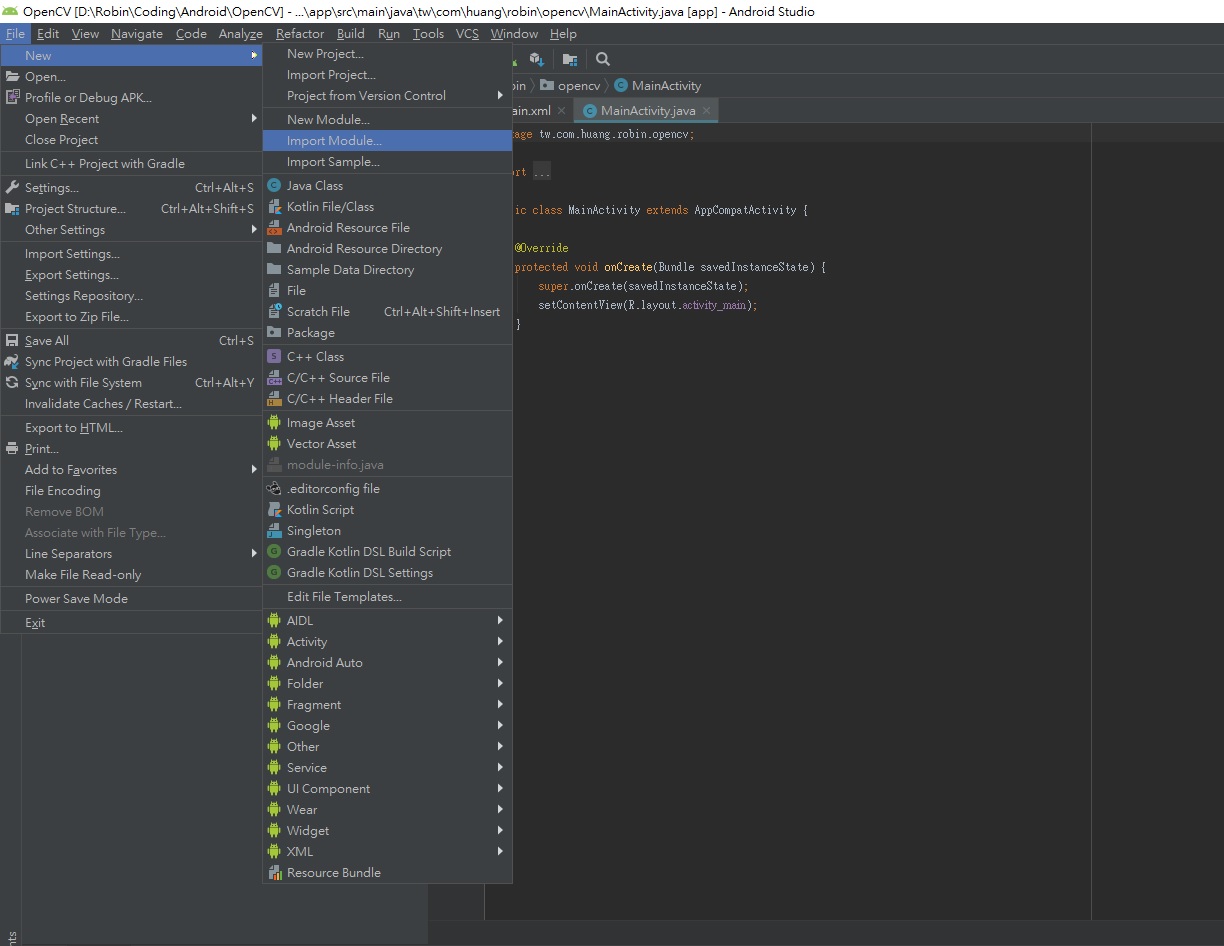 OpenCV [D:\Robin\Coding\Android\OpenCV] - ...\app\src\main\java\tw\com\huang\robin\opencv\MainActivity.java [app] - Android Studio
File Edit View Navigate Code Analyze Refactor Build Run Tools VCS Window Help
New
Open...
Profile or Debug APK...
Open Recent
Close Project
Link C++ Project with Gradle
Settings... Ctrl+Alt+S
Project Structure... Ctrl+Alt+Shift+S
Other Settings
Import Settings...
Export Settings...
Settings Repository...
Export to Zip File...
Save All Ctrl+S
Sync Project with Gradle Files
Sync with File System Ctrl+Alt+Y
Invalidate Caches / Restart...
Export to HTML...
Print...
Add to Favorites
File Encoding
Remove BOM
Associate with File Type...
Line Separators
Make File Read-only
Power Save Mode
Exit
New Project...
Import Project...
Project from Version Control
New Module...
Import Module...
Import Sample...
Java Class
Kotlin File/Class
Android Resource File
Android Resource Directory
Sample Data Directory
File
Scratch File Ctrl+Alt+Shift+Insert
Package
C++ Class
C/C++ Source File
C/C++ Header File
Image Asset
Vector Asset
module-info.java
.editorconfig file
Kotlin Script
Singleton
Gradle Kotlin DSL Build Script
Gradle Kotlin DSL Settings
Edit File Templates...
AIDL
Activity
Android Auto
Folder
Fragment
Google
Other
Service
UI Component
Wear
Widget
XML
Resource Bundle
bin opencv MainActivity
ain.xml MainActivity.java
age tw.com.huang.robin.opencv;
rt ...
ic class MainActivity extends AppCompatActivity {
@Override
protected void onCreate(Bundle savedInstanceState) {
super.onCreate(savedInstanceState);
setContentView(R.layout.activity_main);
}
nts